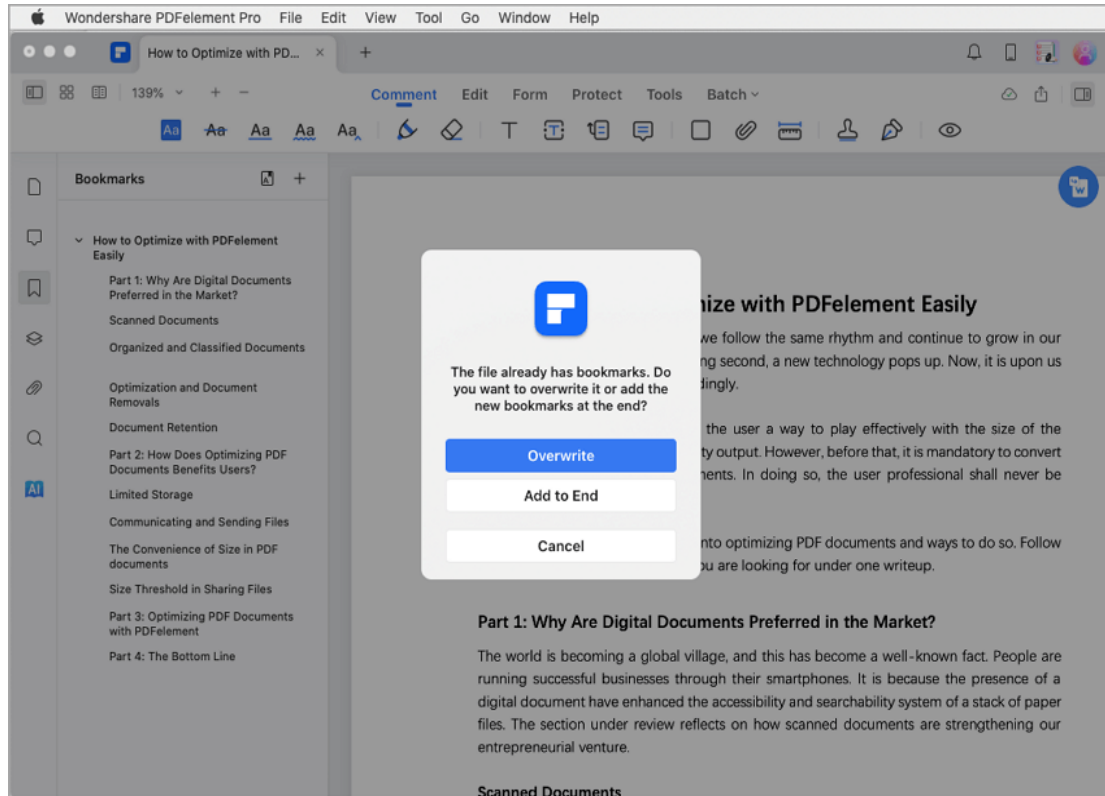 Wondershare PDFelement Pro File Edit View Tool Go Window Help
How to Optimize with PD... × +
139% + −
Comment Edit Form Protect Tools Batch
Aa Aa Aa Aa Aa T T T
Bookmarks A +
W
How to Optimize with PDFelement
Easily
Part 1: Why Are Digital Documents
Preferred in the Market?
Scanned Documents
Organized and Classified Documents
Optimization and Document
Removals
Document Retention
Part 2: How Does Optimizing PDF
Documents Benefits Users?
Limited Storage
Communicating and Sending Files
The Convenience of Size in PDF
documents
Size Threshold in Sharing Files
Part 3: Optimizing PDF Documents
with PDFelement
Part 4: The Bottom Line
AI
The file already has bookmarks. Do
you want to overwrite it or add the
new bookmarks at the end?
Overwrite
Add to End
Cancel
with PDFelement Easily
we follow the same rhythm and continue to grow in our
second, a new technology pops up. Now, it is upon us
the user a way to play effectively with the size of the
output. However, before that, it is mandatory to convert
In doing so, the user professional shall never be
optimizing PDF documents and ways to do so. Follow
are looking for under one writeup.
Part 1: Why Are Digital Documents Preferred in the Market?
The world is becoming a global village, and this has become a well-known fact. People are
running successful businesses through their smartphones. It is because the presence of a
digital document have enhanced the accessibility and searchability system of a stack of paper
files. The section under review reflects on how scanned documents are strengthening our
entrepreneurial venture.
Scanned Documents